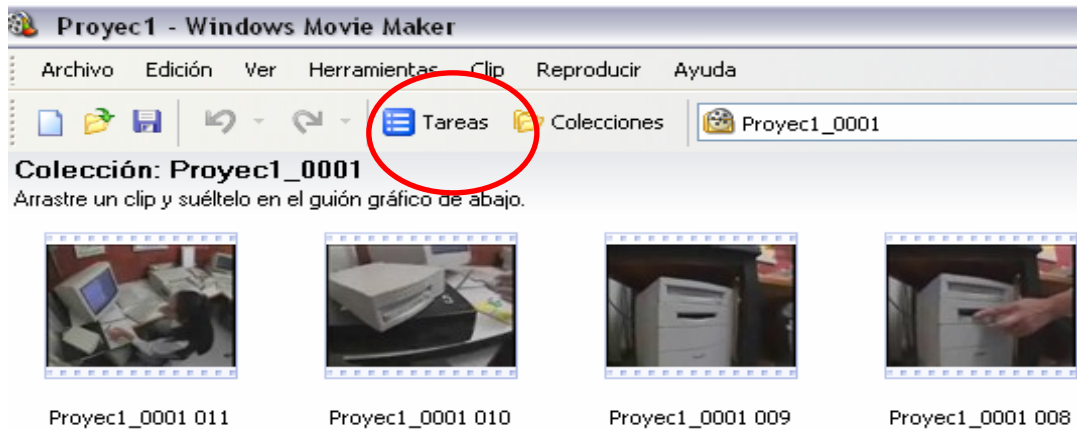 Proyec1 - Windows Movie Maker
Archivo Edición Ver Herramientas Clip Reproducir Ayuda
Tareas Colecciones Proyec1_0001
Colección: Proyec1_0001
Arrastre un clip y suéltelo en el guión gráfico de abajo.
Proyec1_0001 011 Proyec1_0001 010 Proyec1_0001 009 Proyec1_0001 008